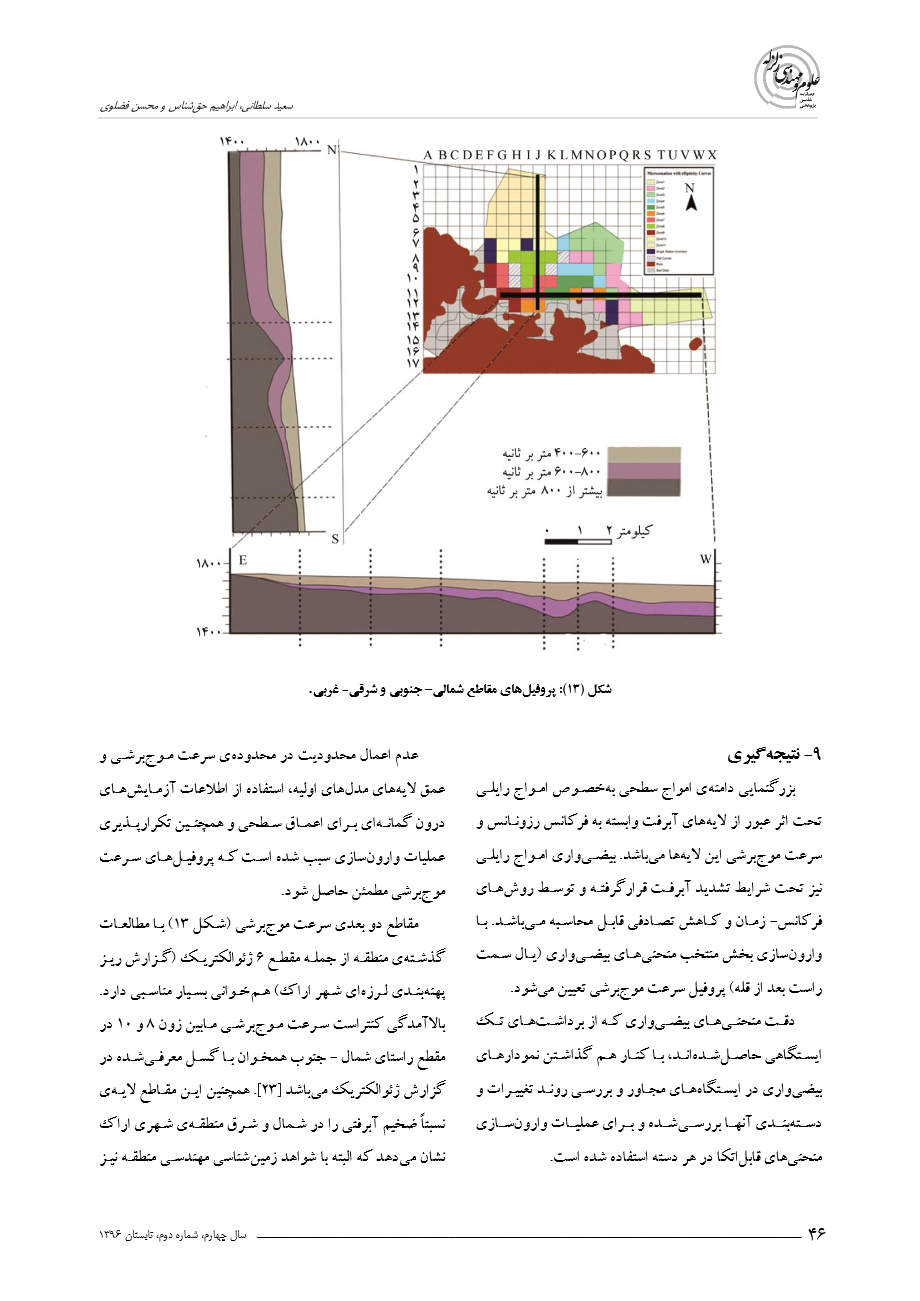 علوم و مهندسی زلزله
سعید سلطانی، ابراهیم حق‌شناس و محسن فضلوی
۱۴۰۰ ۱۸۰۰
N
A B C D E F G H I J K L M N O P Q R S T U V W X
۱
۲
۳
۴
۵
۶
۷
۸
۹
۱۰
۱۱
۱۲
۱۳
۱۴
۱۵
۱۶
۱۷
Microzonation with ellipticity Curves
N
۴۰۰-۶۰۰ متر بر ثانیه
۶۰۰-۸۰۰ متر بر ثانیه
بیشتر از ۸۰۰ متر بر ثانیه
۰ ۱ ۲ کیلومتر
S
۱۸۰۰
E
W
۱۴۰۰
شکل (۱۳): پروفیل‌های مقاطع شمالی- جنوبی و شرقی- غربی.
۹- نتیجه‌گیری
بزرگنمایی دامنه‌ی امواج سطحی به‌خصوص امواج رایلی
تحت اثر عبور از لایه‌های آبرفت وابسته به فرکانس رزونانس و
سرعت موج‌برشی این لایه‌ها می‌باشد. بیضی‌واری امواج رایلی
نیز تحت شرایط تشدید آبرفت قرارگرفته و توسط روش‌های
فرکانس- زمان و کاهش تصادفی قابل محاسبه می‌باشد. با
وارون‌سازی بخش منتخب منحنی‌های بیضی‌واری (یال سمت
راست بعد از قله) پروفیل سرعت موج‌برشی تعیین می‌شود.
دقت منحنی‌های بیضی‌واری که از برداشت‌های تک
ایستگاهی حاصل‌شده‌اند، با کنار هم گذاشتن نمودارهای
بیضی‌واری در ایستگاه‌های مجاور و بررسی روند تغییرات و
دسته‌بندی آنها بررسی‌شده و برای عملیات وارون‌سازی
منحنی‌های قابل‌اتکا در هر دسته استفاده شده است.
عدم اعمال محدودیت در محدوده‌ی سرعت موج‌برشی و
عمق لایه‌های مدل‌های اولیه، استفاده از اطلاعات آزمایش‌های
درون گمانه‌ای برای اعماق سطحی و همچنین تکرارپذیری
عملیات وارون‌سازی سبب شده است که پروفیل‌های سرعت
موج‌برشی مطمئن حاصل شود.
مقاطع دو بعدی سرعت موج‌برشی (شکل ۱۳) با مطالعات
گذشته‌ی منطقه از جمله مقطع ۶ ژئوالکتریک (گزارش ریز
پهنه‌بندی لرزه‌ای شهر اراک) هم‌خوانی بسیار مناسبی دارد.
بالاآمدگی کنتراست سرعت موج‌برشی مابین زون ۸ و ۱۰ در
مقطع راستای شمال - جنوب همخوان با گسل معرفی‌شده در
گزارش ژئوالکتریک می‌باشد [۲۳]. همچنین این مقاطع لایه‌ی
نسبتاً ضخیم آبرفتی را در شمال و شرق منطقه‌ی شهری اراک
نشان می‌دهد که البته با شواهد زمین‌شناسی مهندسی منطقه نیز
۴۶
سال چهارم، شماره دوم، تابستان ۱۳۹۶